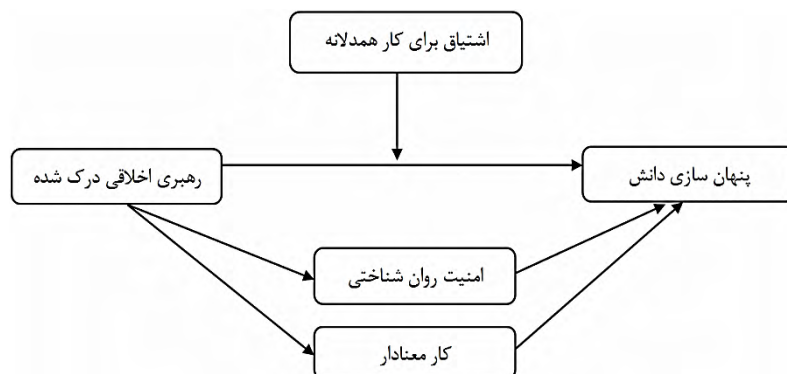 اشتیاق برای کار همدلانه
رهبری اخلاقی درک شده
پنهان سازی دانش
امنیت روان شناختی
کار معنادار